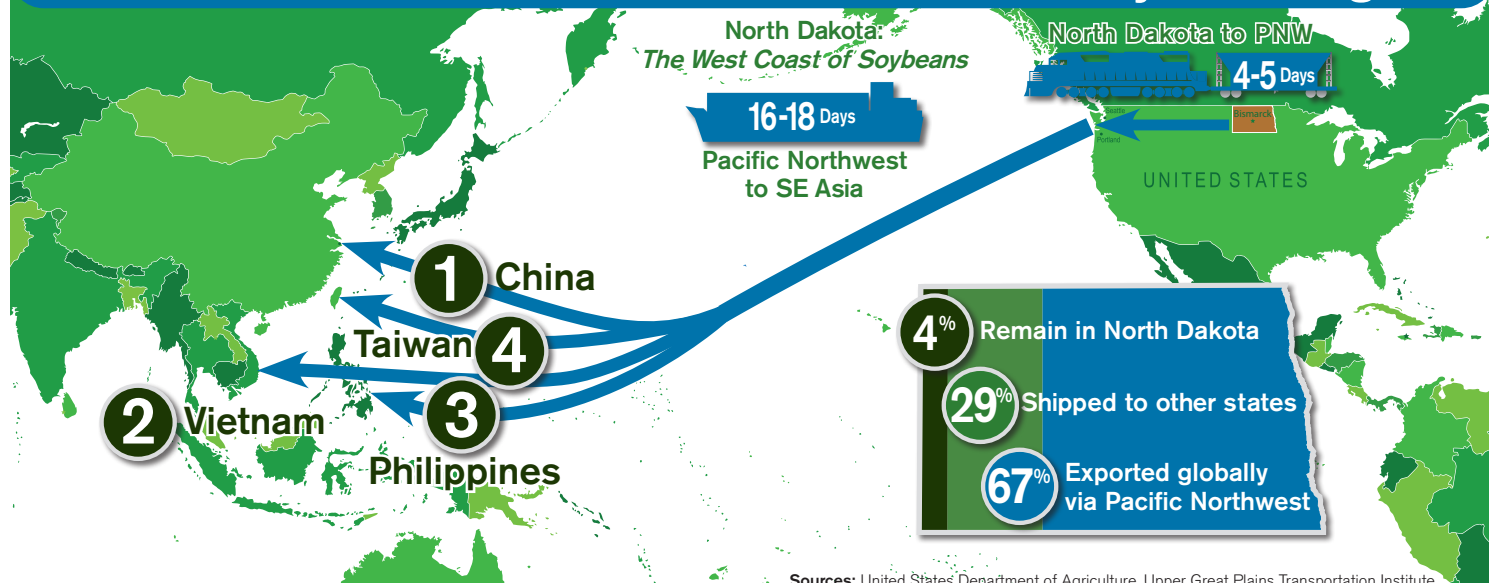 North Dakota:
The West Coast of Soybeans
16-18 Days
Pacific Northwest
to SE Asia
North Dakota to PNW
4-5 Days
Seattle
Portland
Bismarck
UNITED STATES
1 China
Taiwan 4
2 Vietnam
3
Philippines
4% Remain in North Dakota
29% Shipped to other states
67% Exported globally
via Pacific Northwest
Sources: United States Department of Agriculture, Upper Great Plains Transportation Institute